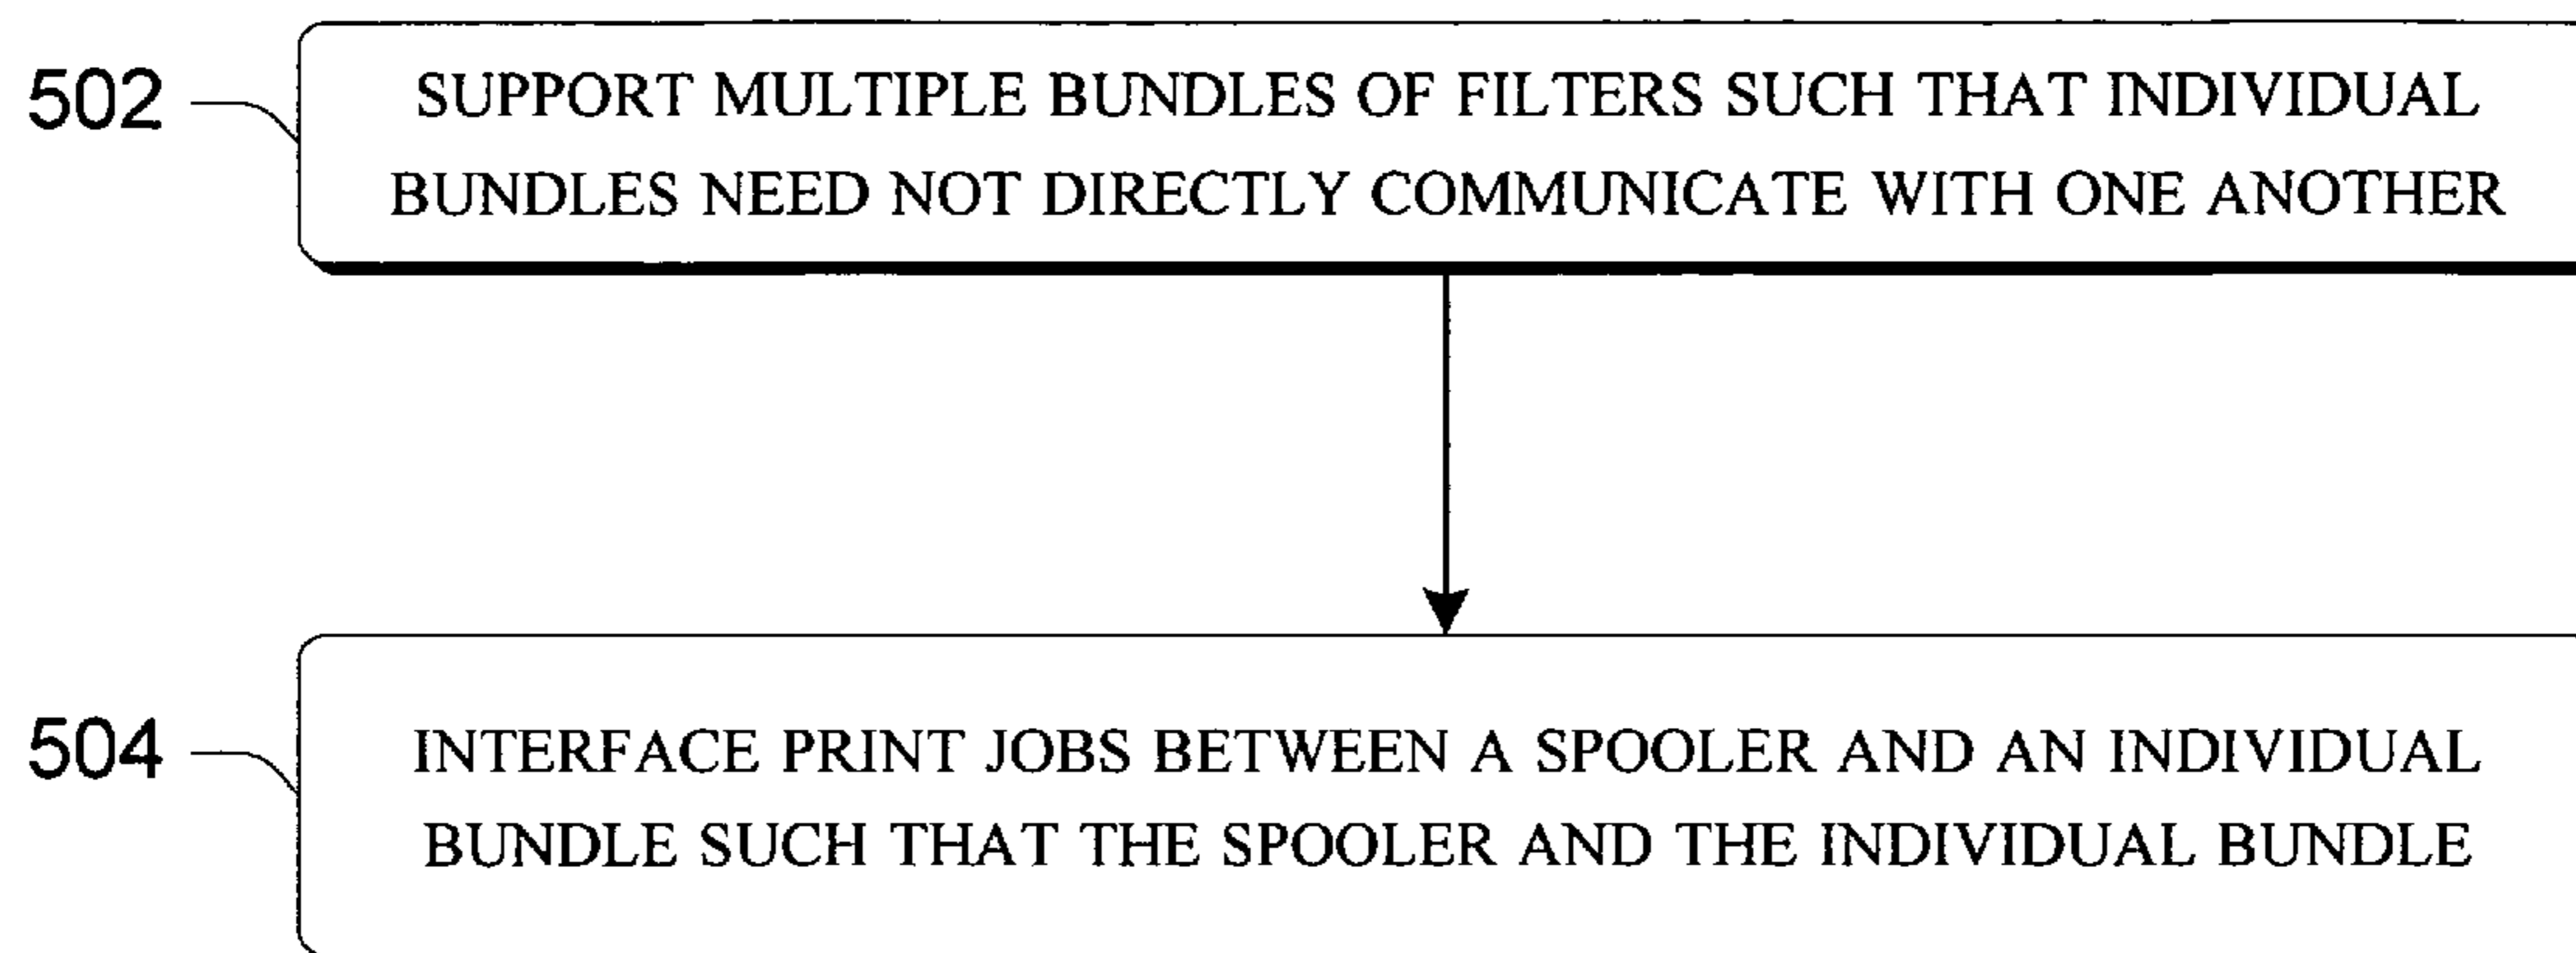 502
SUPPORT MULTIPLE BUNDLES OF FILTERS SUCH THAT INDIVIDUAL
BUNDLES NEED NOT DIRECTLY COMMUNICATE WITH ONE ANOTHER
504
INTERFACE PRINT JOBS BETWEEN A SPOOLER AND AN INDIVIDUAL
BUNDLE SUCH THAT THE SPOOLER AND THE INDIVIDUAL BUNDLE